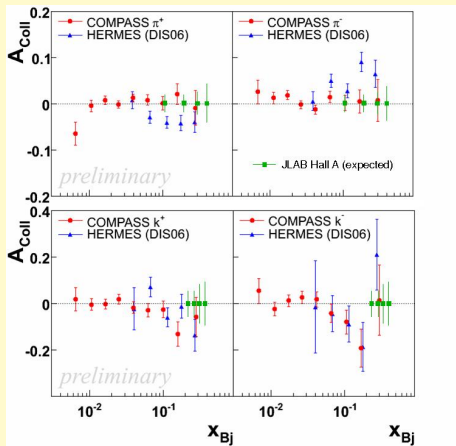 A_Coll
0.2
0.1
0
-0.1
-0.2
COMPASS π⁺
HERMES (DIS06)
preliminary
COMPASS π⁻
HERMES (DIS06)
JLAB Hall A (expected)
A_Coll
0.4
0.2
0
-0.2
COMPASS k⁺
HERMES (DIS06)
preliminary
COMPASS k⁻
HERMES (DIS06)
10⁻² 10⁻¹ 10⁻² 10⁻¹
x_Bj x_Bj